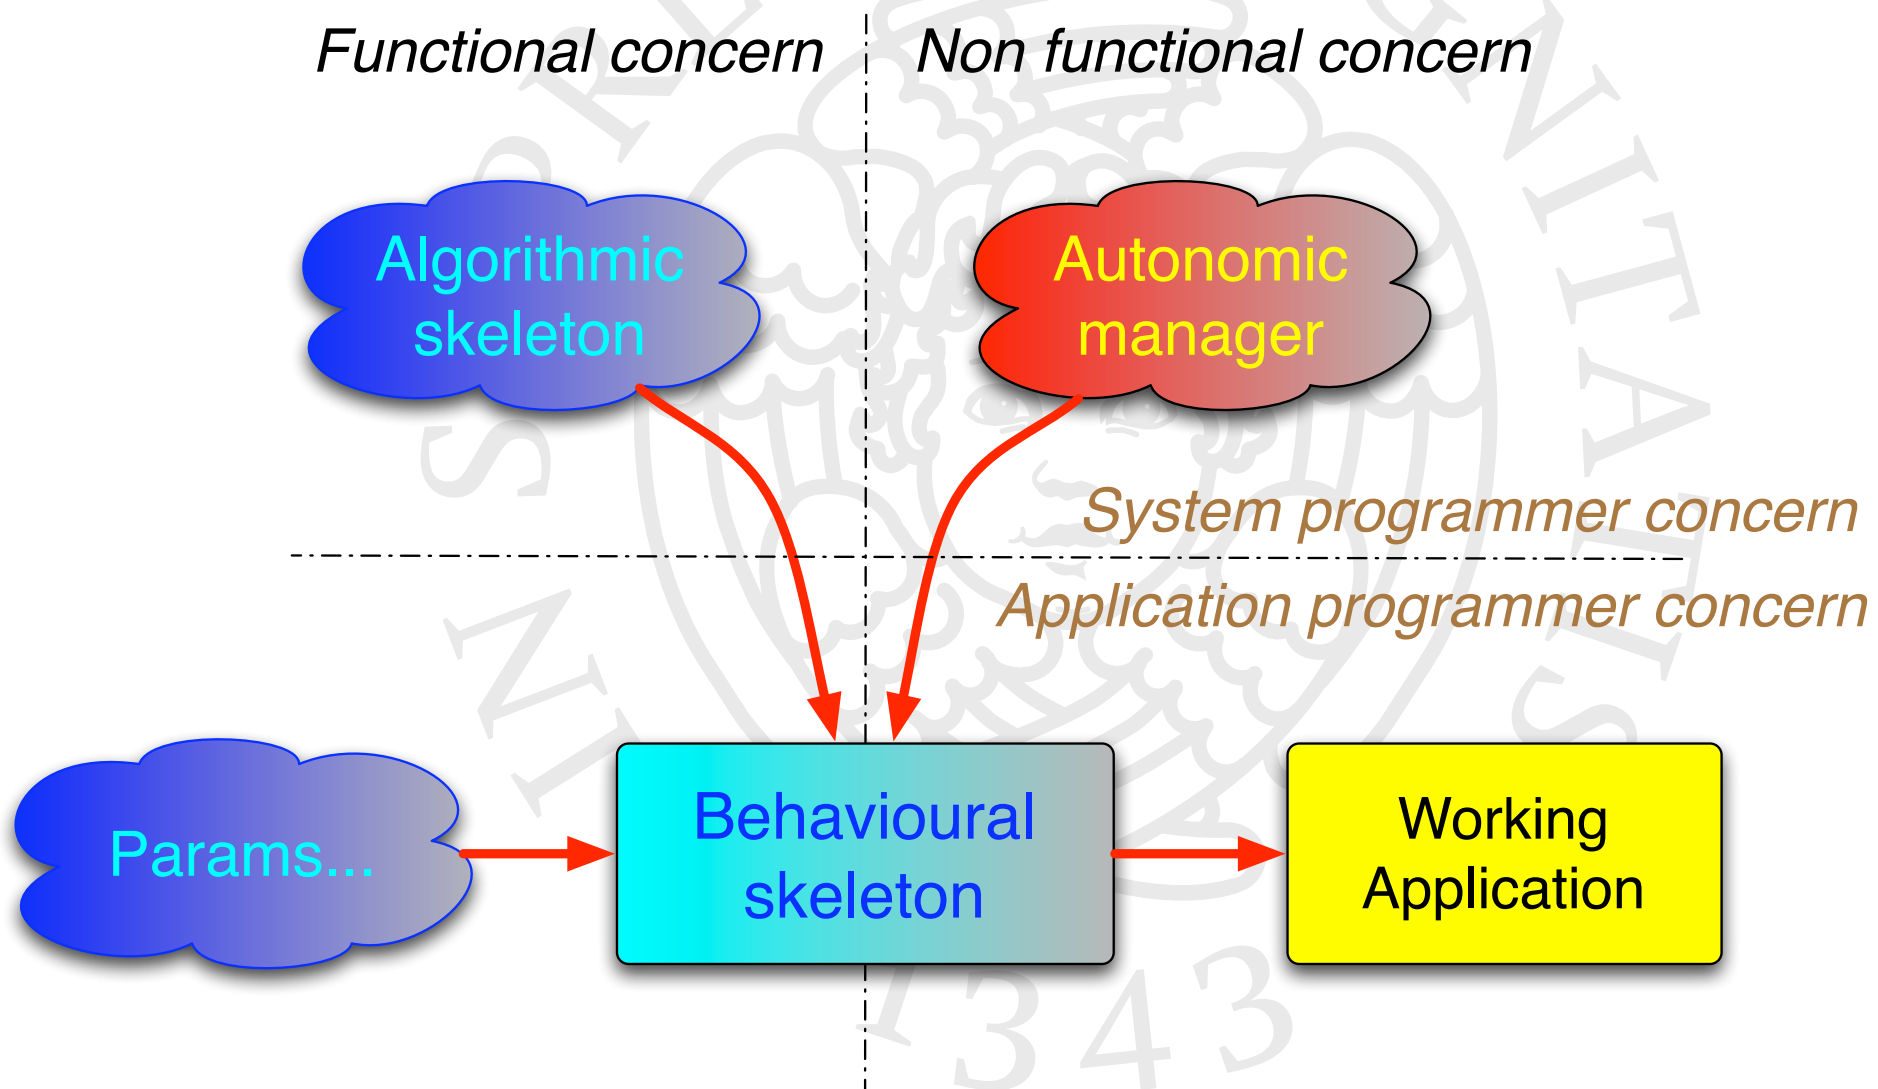 Functional concern
Non functional concern
Algorithmic
skeleton
Autonomic
manager
System programmer concern
Application programmer concern
Params...
Behavioural
skeleton
Working
Application
1343